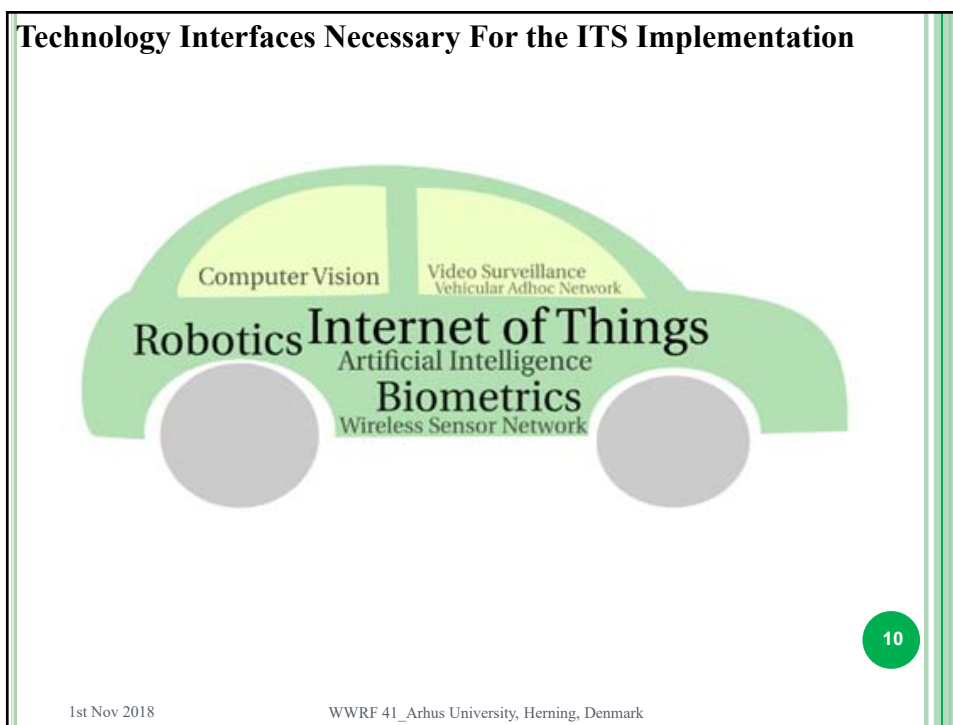 Technology Interfaces Necessary For the ITS Implementation
Computer Vision
Video Surveillance
Vehicular Adhoc Network
Robotics
Internet of Things
Artificial Intelligence
Biometrics
Wireless Sensor Network
10
1st Nov 2018
WWRF 41_Arhus University, Herning, Denmark